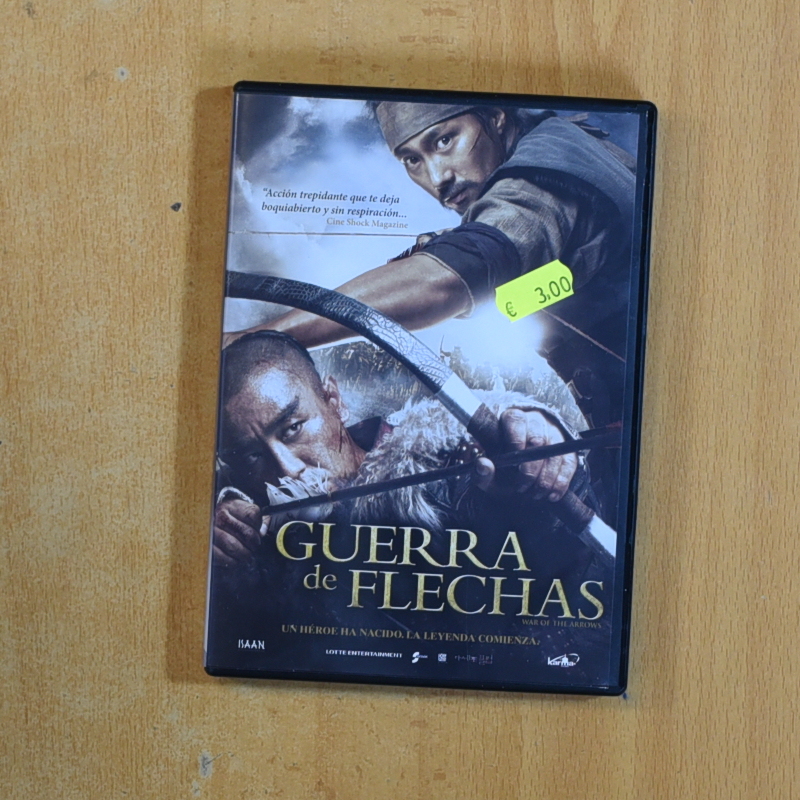 "Acción trepidante que te deja
boquiabierto y sin respiración...
Cine Shock Magazine
€ 3,00
GUERRA
de FLECHAS
WAR OF THE ARROWS
UN HÉROE HA NACIDO. LA LEYENDA COMIENZA.
ISAAN
LOTTE ENTERTAINMENT
karma